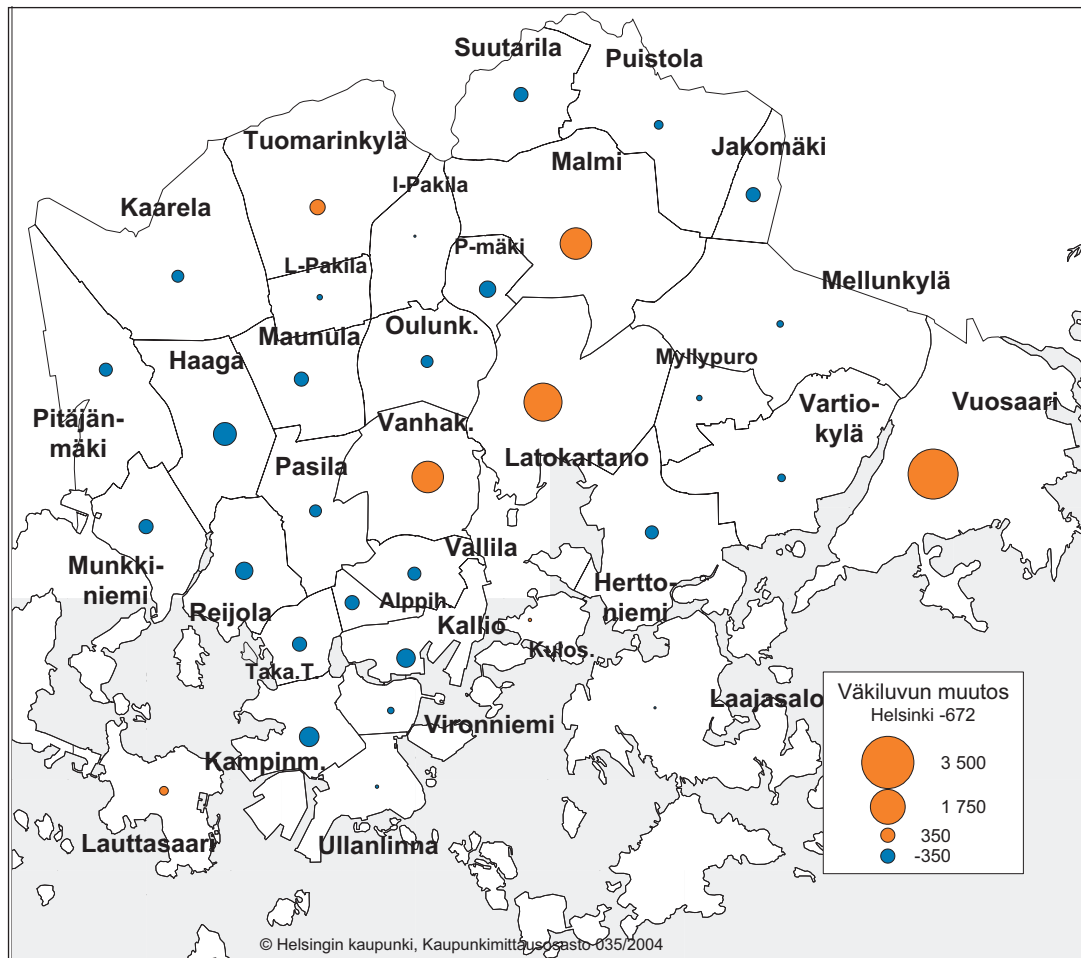 Suutarila
Puistola
Tuomarinkylä
Malmi
Jakomäki
I-Pakila
Kaarela
P-mäki
L-Pakila
Mellunkylä
Maunula
Oulunk.
Haaga
Myllypuro
Pitäjän-
mäki
Vanhak.
Vartio-
kylä
Vuosaari
Pasila
Latokartano
Vallila
Munkki-
niemi
Reijola
Alppih.
Hertto-
niemi
Kallio
Kulos.
Taka.T.
Laajasalo
Vironniemi
Kampinm.
Lauttasaari
Ullanlinna
Väkiluvun muutos
Helsinki -672
3 500
1 750
350
-350
© Helsingin kaupunki, Kaupunkimittausosasto 035/2004